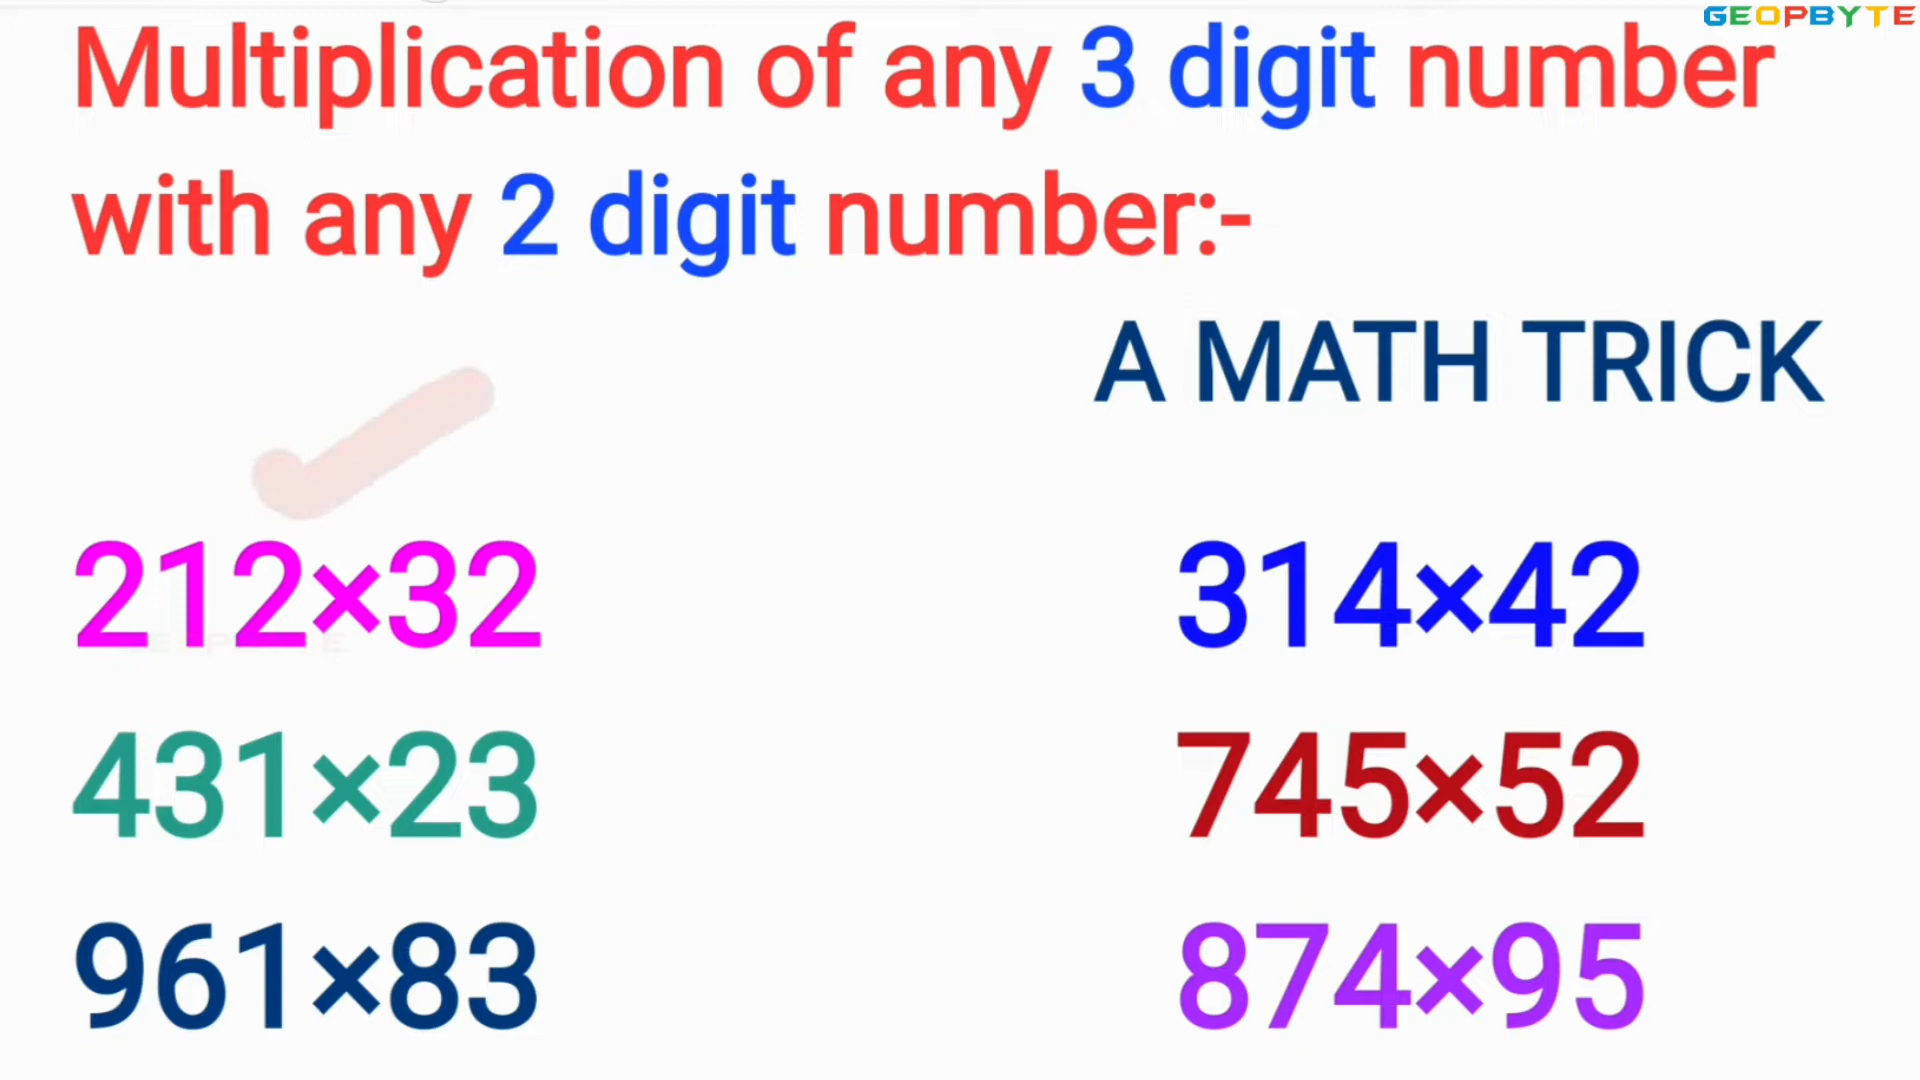 GEOPBYTE
Multiplication of any 3 digit number
with any 2 digit number:-
A MATH TRICK
212×32
314×42
GEOPBYTE
431×23
745×52
961×83
874×95